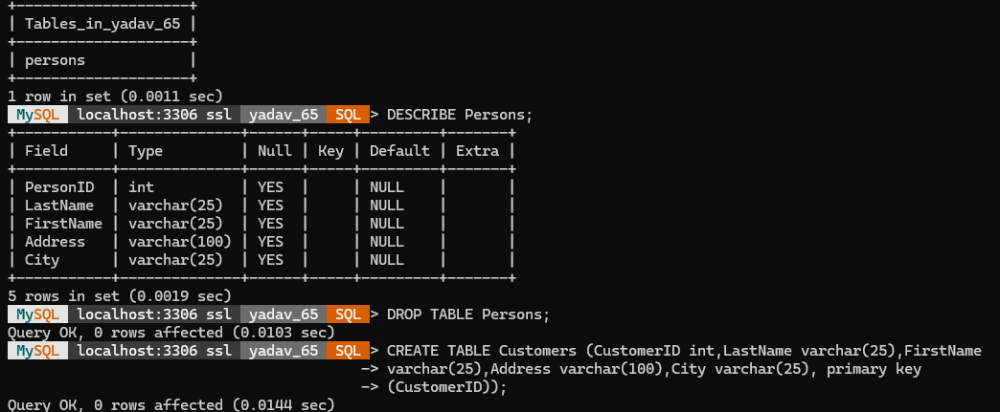 +-------------------+
| Tables_in_yadav_65 |
+-------------------+
| persons           |
+-------------------+
1 row in set (0.0011 sec)
MySQL localhost:3306 ssl yadav_65 SQL > DESCRIBE Persons;
+-----------+--------------+------+-----+---------+-------+
| Field     | Type         | Null | Key | Default | Extra |
+-----------+--------------+------+-----+---------+-------+
| PersonID  | int          | YES  |     | NULL    |       |
| LastName  | varchar(25)  | YES  |     | NULL    |       |
| FirstName | varchar(25)  | YES  |     | NULL    |       |
| Address   | varchar(100) | YES  |     | NULL    |       |
| City      | varchar(25)  | YES  |     | NULL    |       |
+-----------+--------------+------+-----+---------+-------+
5 rows in set (0.0019 sec)
MySQL localhost:3306 ssl yadav_65 SQL > DROP TABLE Persons;
Query OK, 0 rows affected (0.0103 sec)
MySQL localhost:3306 ssl yadav_65 SQL > CREATE TABLE Customers (CustomerID int,LastName varchar(25),FirstName
-> varchar(25),Address varchar(100),City varchar(25), primary key
-> (CustomerID));
Query OK, 0 rows affected (0.0144 sec)